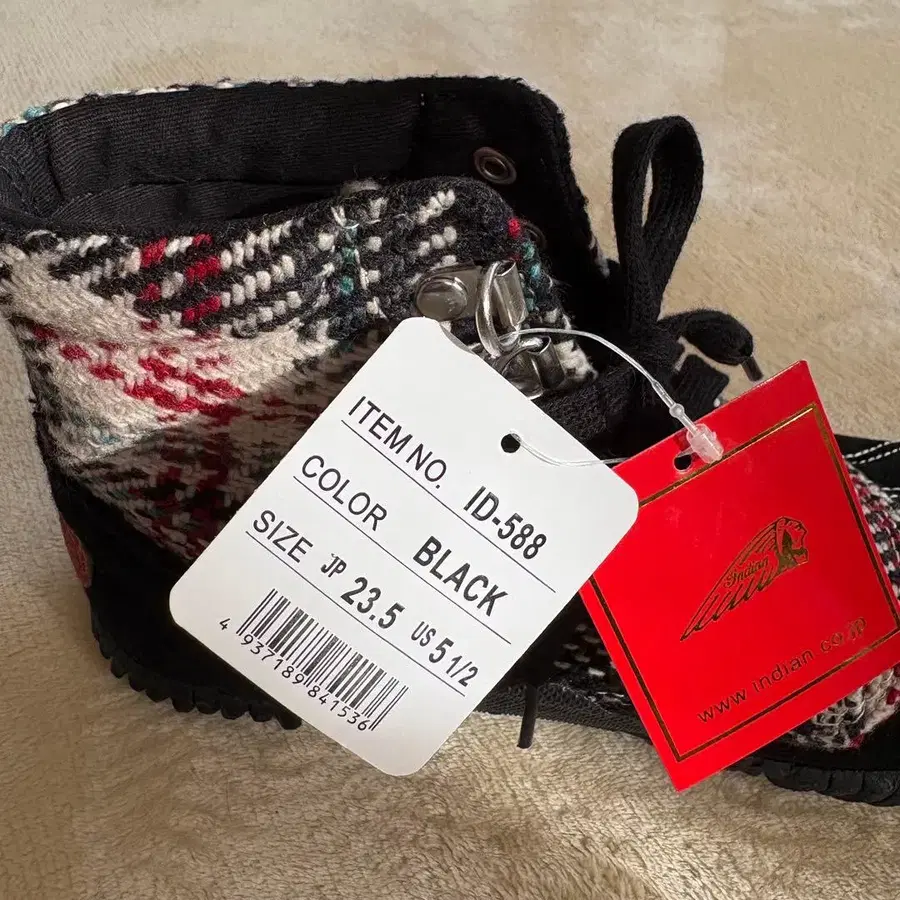 ITEM NO. ID-588
COLOR BLACK
SIZE JP 23.5 US 5 1/2
4 937189 841536
Indian
www.indian.co.jp